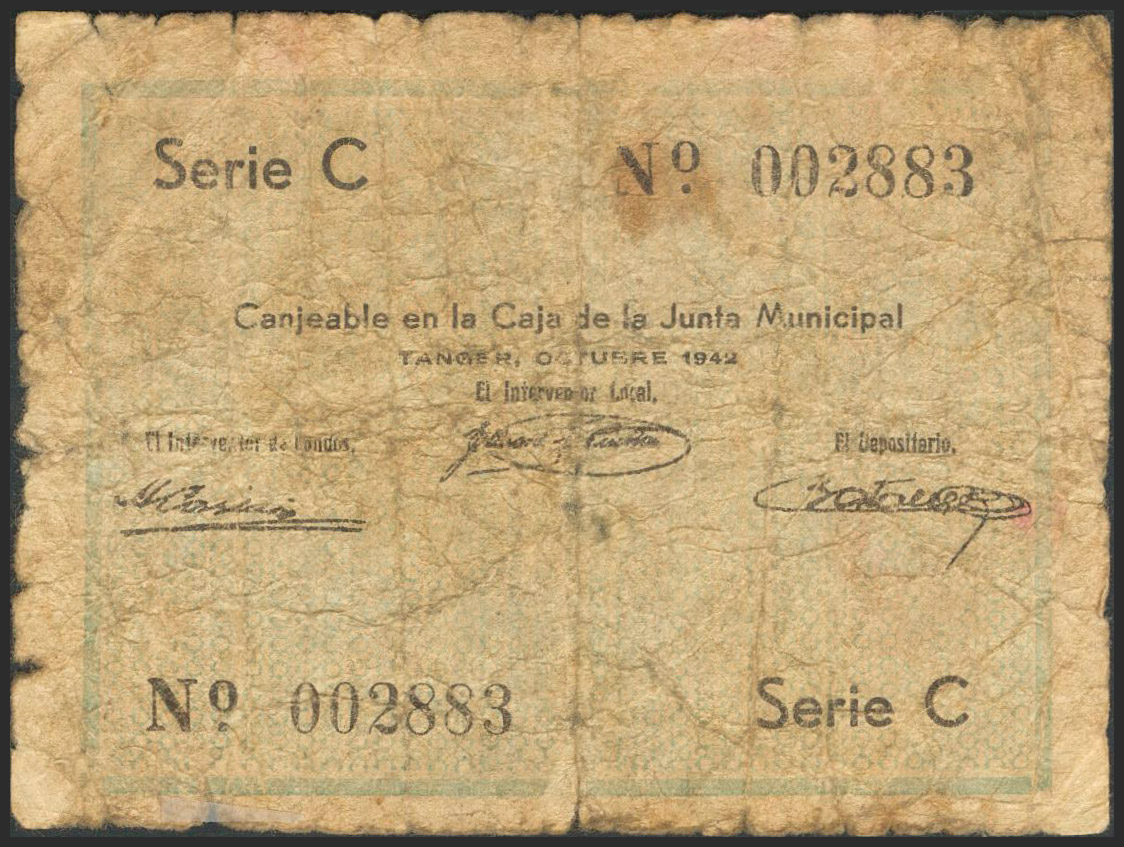 Serie C Nº 002883
Canjeable en la Caja de la Junta Municipal
TANGER, OCTUBRE 1942
El Interventor Local,
El Interventor de Fondos, El Depositario,
Nº 002883 Serie C